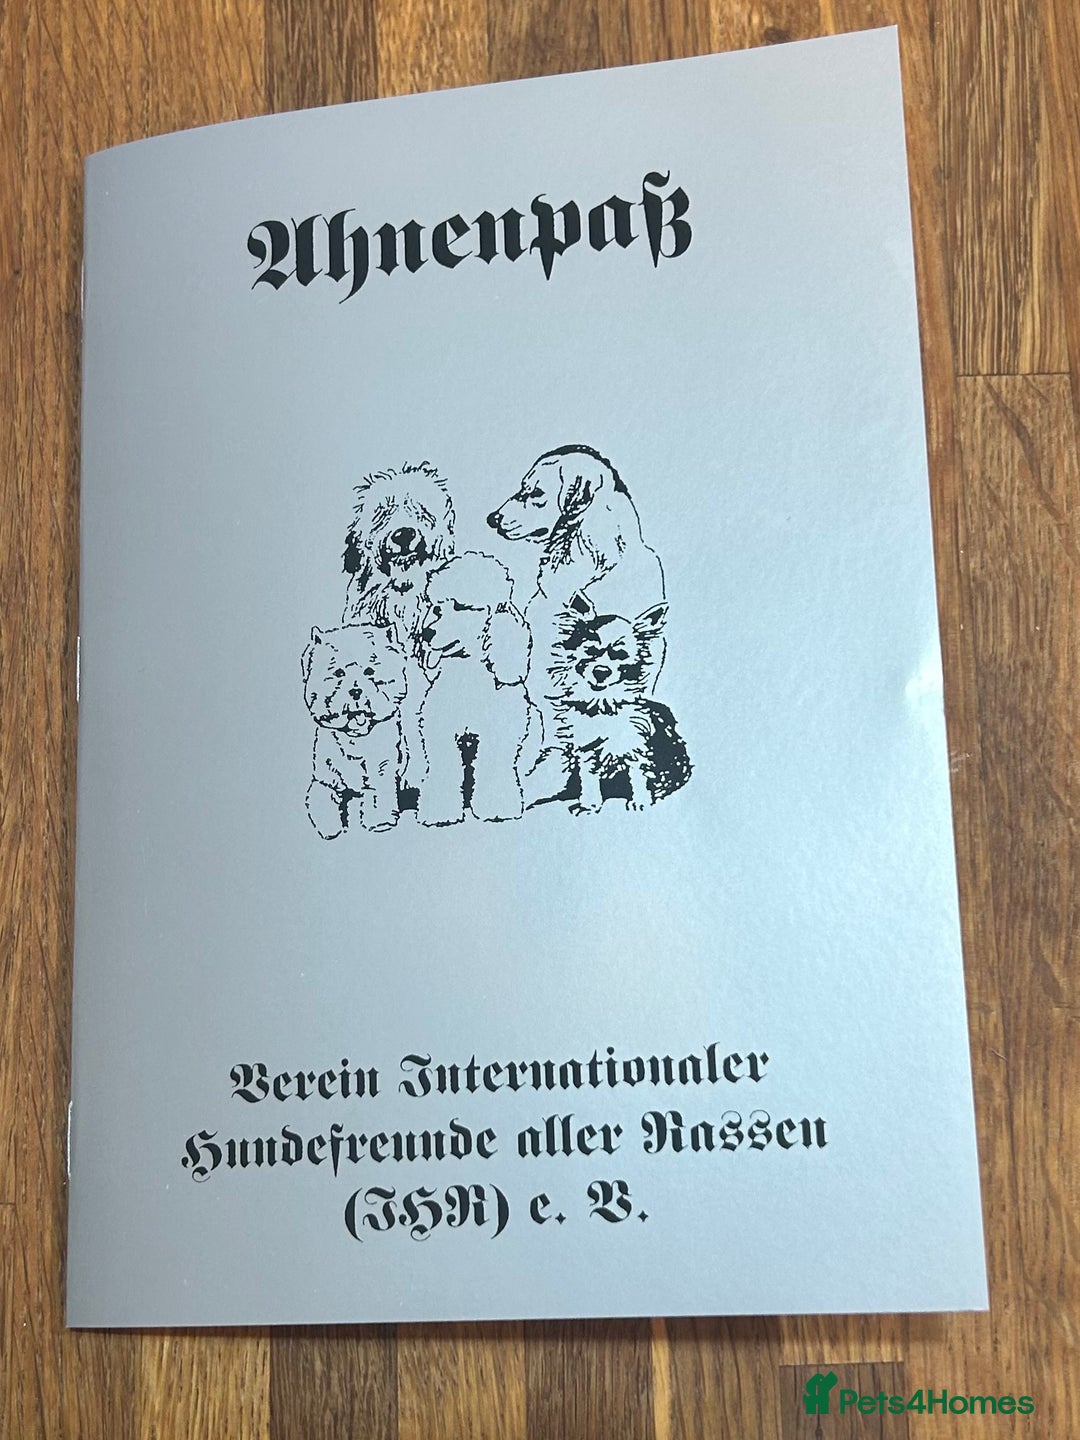 Ahnenpaß
Verein Internationaler
Hundefreunde aller Rassen
(IHR) e. V.
Pets4Homes